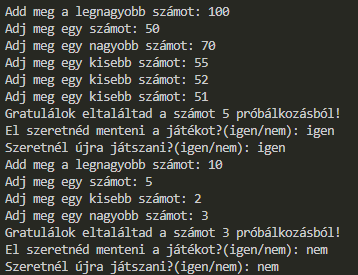 Add meg a legnagyobb számot: 100
Adj meg egy számot: 50
Adj meg egy nagyobb számot: 70
Adj meg egy kisebb számot: 55
Adj meg egy kisebb számot: 52
Adj meg egy kisebb számot: 51
Gratulálok eltaláltad a számot 5 próbálkozásból!
El szeretnéd menteni a játékot?(igen/nem): igen
Szeretnél újra játszani?(igen/nem): igen
Add meg a legnagyobb számot: 10
Adj meg egy számot: 5
Adj meg egy kisebb számot: 2
Adj meg egy nagyobb számot: 3
Gratulálok eltaláltad a számot 3 próbálkozásból!
El szeretnéd menteni a játékot?(igen/nem): nem
Szeretnél újra játszani?(igen/nem): nem